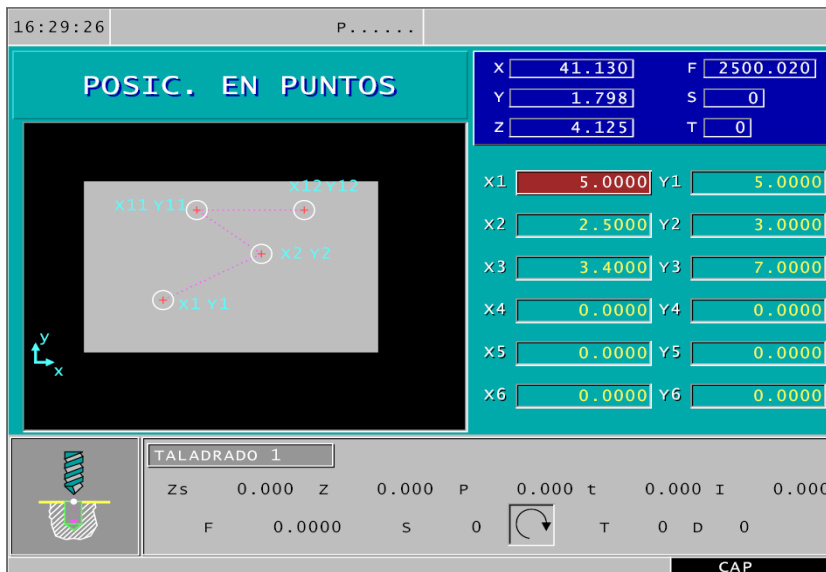 16:29:26 P......
POSIC. EN PUNTOS
X 41.130 F 2500.020
Y 1.798 S 0
Z 4.125 T 0
X12 Y12
X11 Y11
X2 Y2
X1 Y1
y
x
X1 5.0000 Y1 5.0000
X2 2.5000 Y2 3.0000
X3 3.4000 Y3 7.0000
X4 0.0000 Y4 0.0000
X5 0.0000 Y5 0.0000
X6 0.0000 Y6 0.0000
TALADRADO 1
Zs 0.000 Z 0.000 P 0.000 t 0.000 I 0.000
F 0.0000 S 0 T 0 D 0
CAP